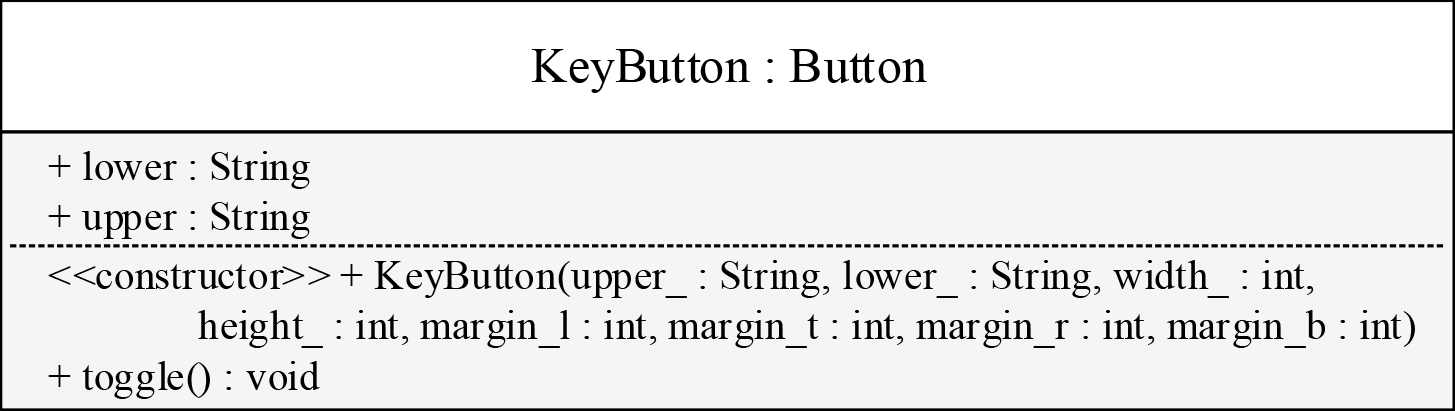 KeyButton : Button
+ lower : String
+ upper : String
<<constructor>> + KeyButton(upper_ : String, lower_ : String, width_ : int,
height_ : int, margin_l : int, margin_t : int, margin_r : int, margin_b : int)
+ toggle() : void